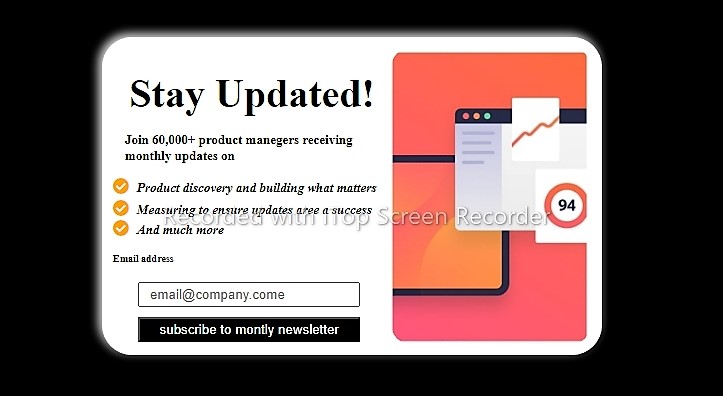 Stay Updated!
Join 60,000+ product manegers receiving
monthly updates on
Product discovery and building what matters
Measuring to ensure updates aree a success
Recorded with iTop Screen Recorder
And much more
Email address
email@company.come
subscribe to montly newsletter
94